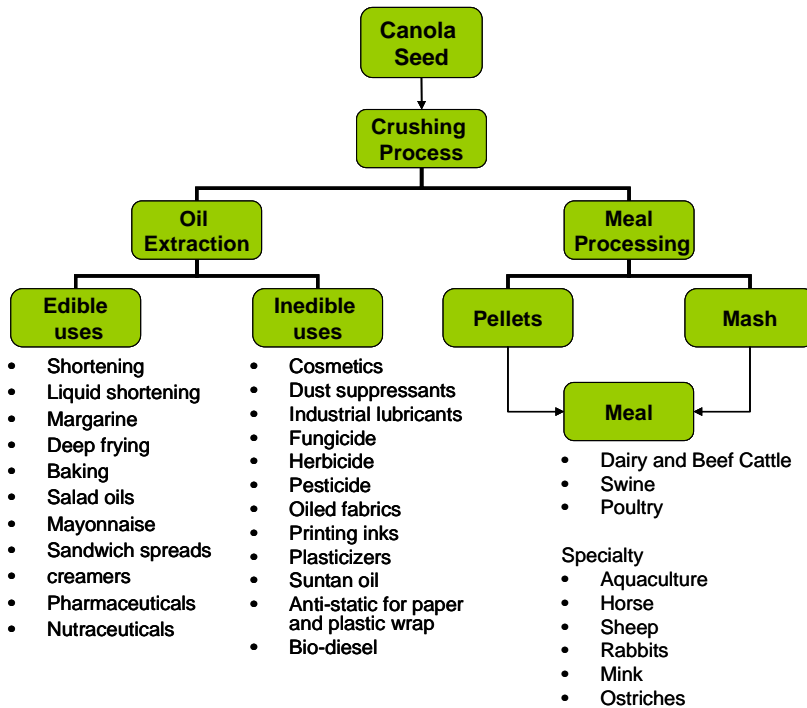 Canola
Seed
Crushing
Process
Oil
Extraction
Meal
Processing
Edible
uses
Inedible
uses
Pellets
Mash
• Shortening
• Liquid shortening
• Margarine
• Deep frying
• Baking
• Salad oils
• Mayonnaise
• Sandwich spreads
• creamers
• Pharmaceuticals
• Nutraceuticals
• Cosmetics
• Dust suppressants
• Industrial lubricants
• Fungicide
• Herbicide
• Pesticide
• Oiled fabrics
• Printing inks
• Plasticizers
• Suntan oil
• Anti-static for paper
and plastic wrap
• Bio-diesel
Meal
• Dairy and Beef Cattle
• Swine
• Poultry
Specialty
• Aquaculture
• Horse
• Sheep
• Rabbits
• Mink
• Ostriches